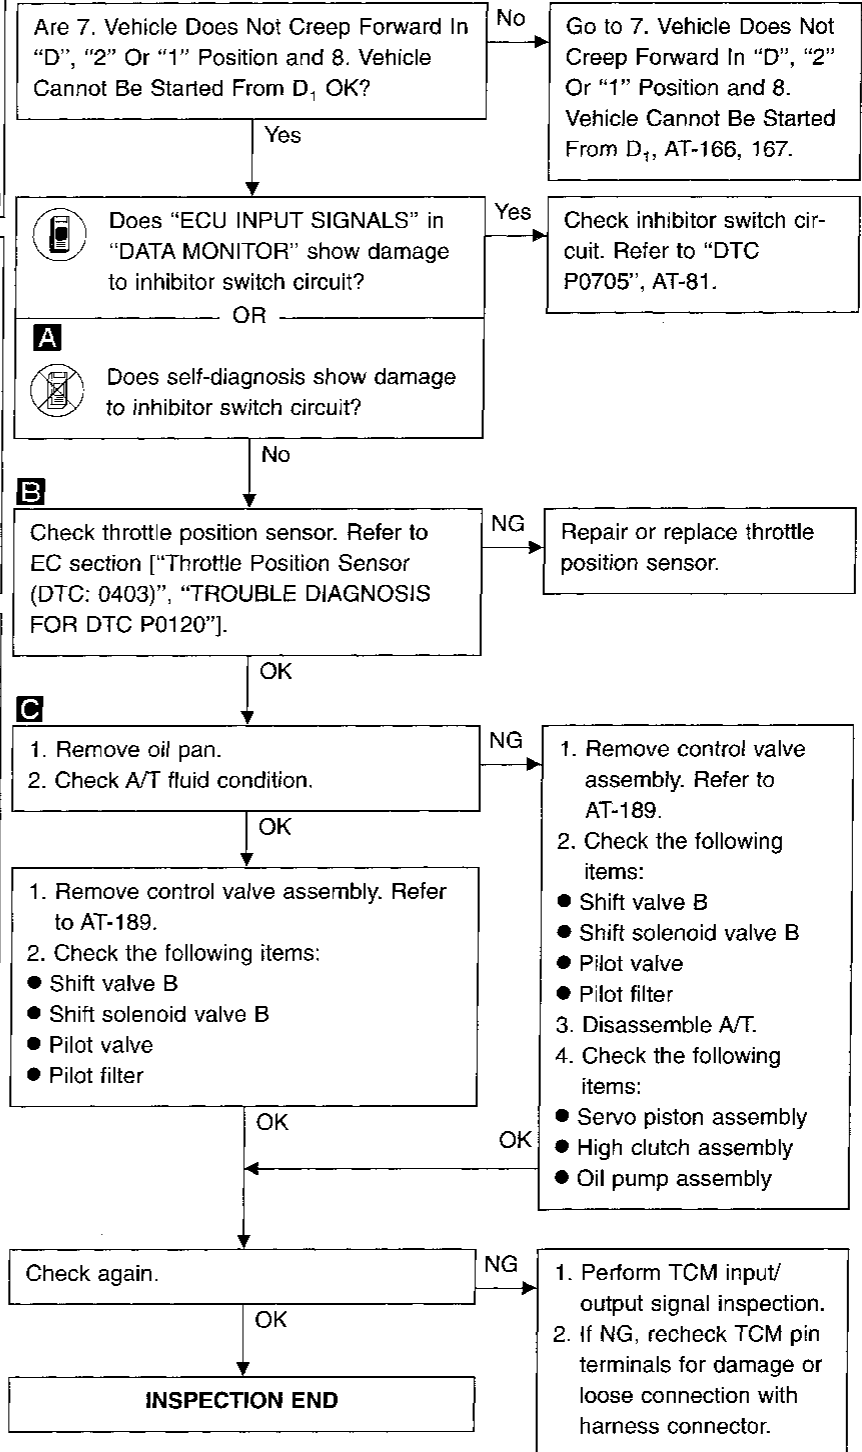 Are 7. Vehicle Does Not Creep Forward In
“D”, “2” Or “1” Position and 8. Vehicle
Cannot Be Started From D₁ OK?
No
Go to 7. Vehicle Does Not
Creep Forward In “D”, “2”
Or “1” Position and 8.
Vehicle Cannot Be Started
From D₁, AT-166, 167.
Yes
Does “ECU INPUT SIGNALS” in
“DATA MONITOR” show damage
to inhibitor switch circuit?
Yes
Check inhibitor switch cir-
cuit. Refer to “DTC
P0705”, AT-81.
OR
A
Does self-diagnosis show damage
to inhibitor switch circuit?
No
B
Check throttle position sensor. Refer to
EC section [“Throttle Position Sensor
(DTC: 0403)”, “TROUBLE DIAGNOSIS
FOR DTC P0120”].
NG
Repair or replace throttle
position sensor.
OK
C
1. Remove oil pan.
2. Check A/T fluid condition.
NG
1. Remove control valve
assembly. Refer to
AT-189.
2. Check the following
items:
● Shift valve B
● Shift solenoid valve B
● Pilot valve
● Pilot filter
3. Disassemble A/T.
4. Check the following
items:
● Servo piston assembly
● High clutch assembly
● Oil pump assembly
OK
1. Remove control valve assembly. Refer
to AT-189.
2. Check the following items:
● Shift valve B
● Shift solenoid valve B
● Pilot valve
● Pilot filter
OK
OK
Check again.
NG
1. Perform TCM input/
output signal inspection.
2. If NG, recheck TCM pin
terminals for damage or
loose connection with
harness connector.
OK
INSPECTION END